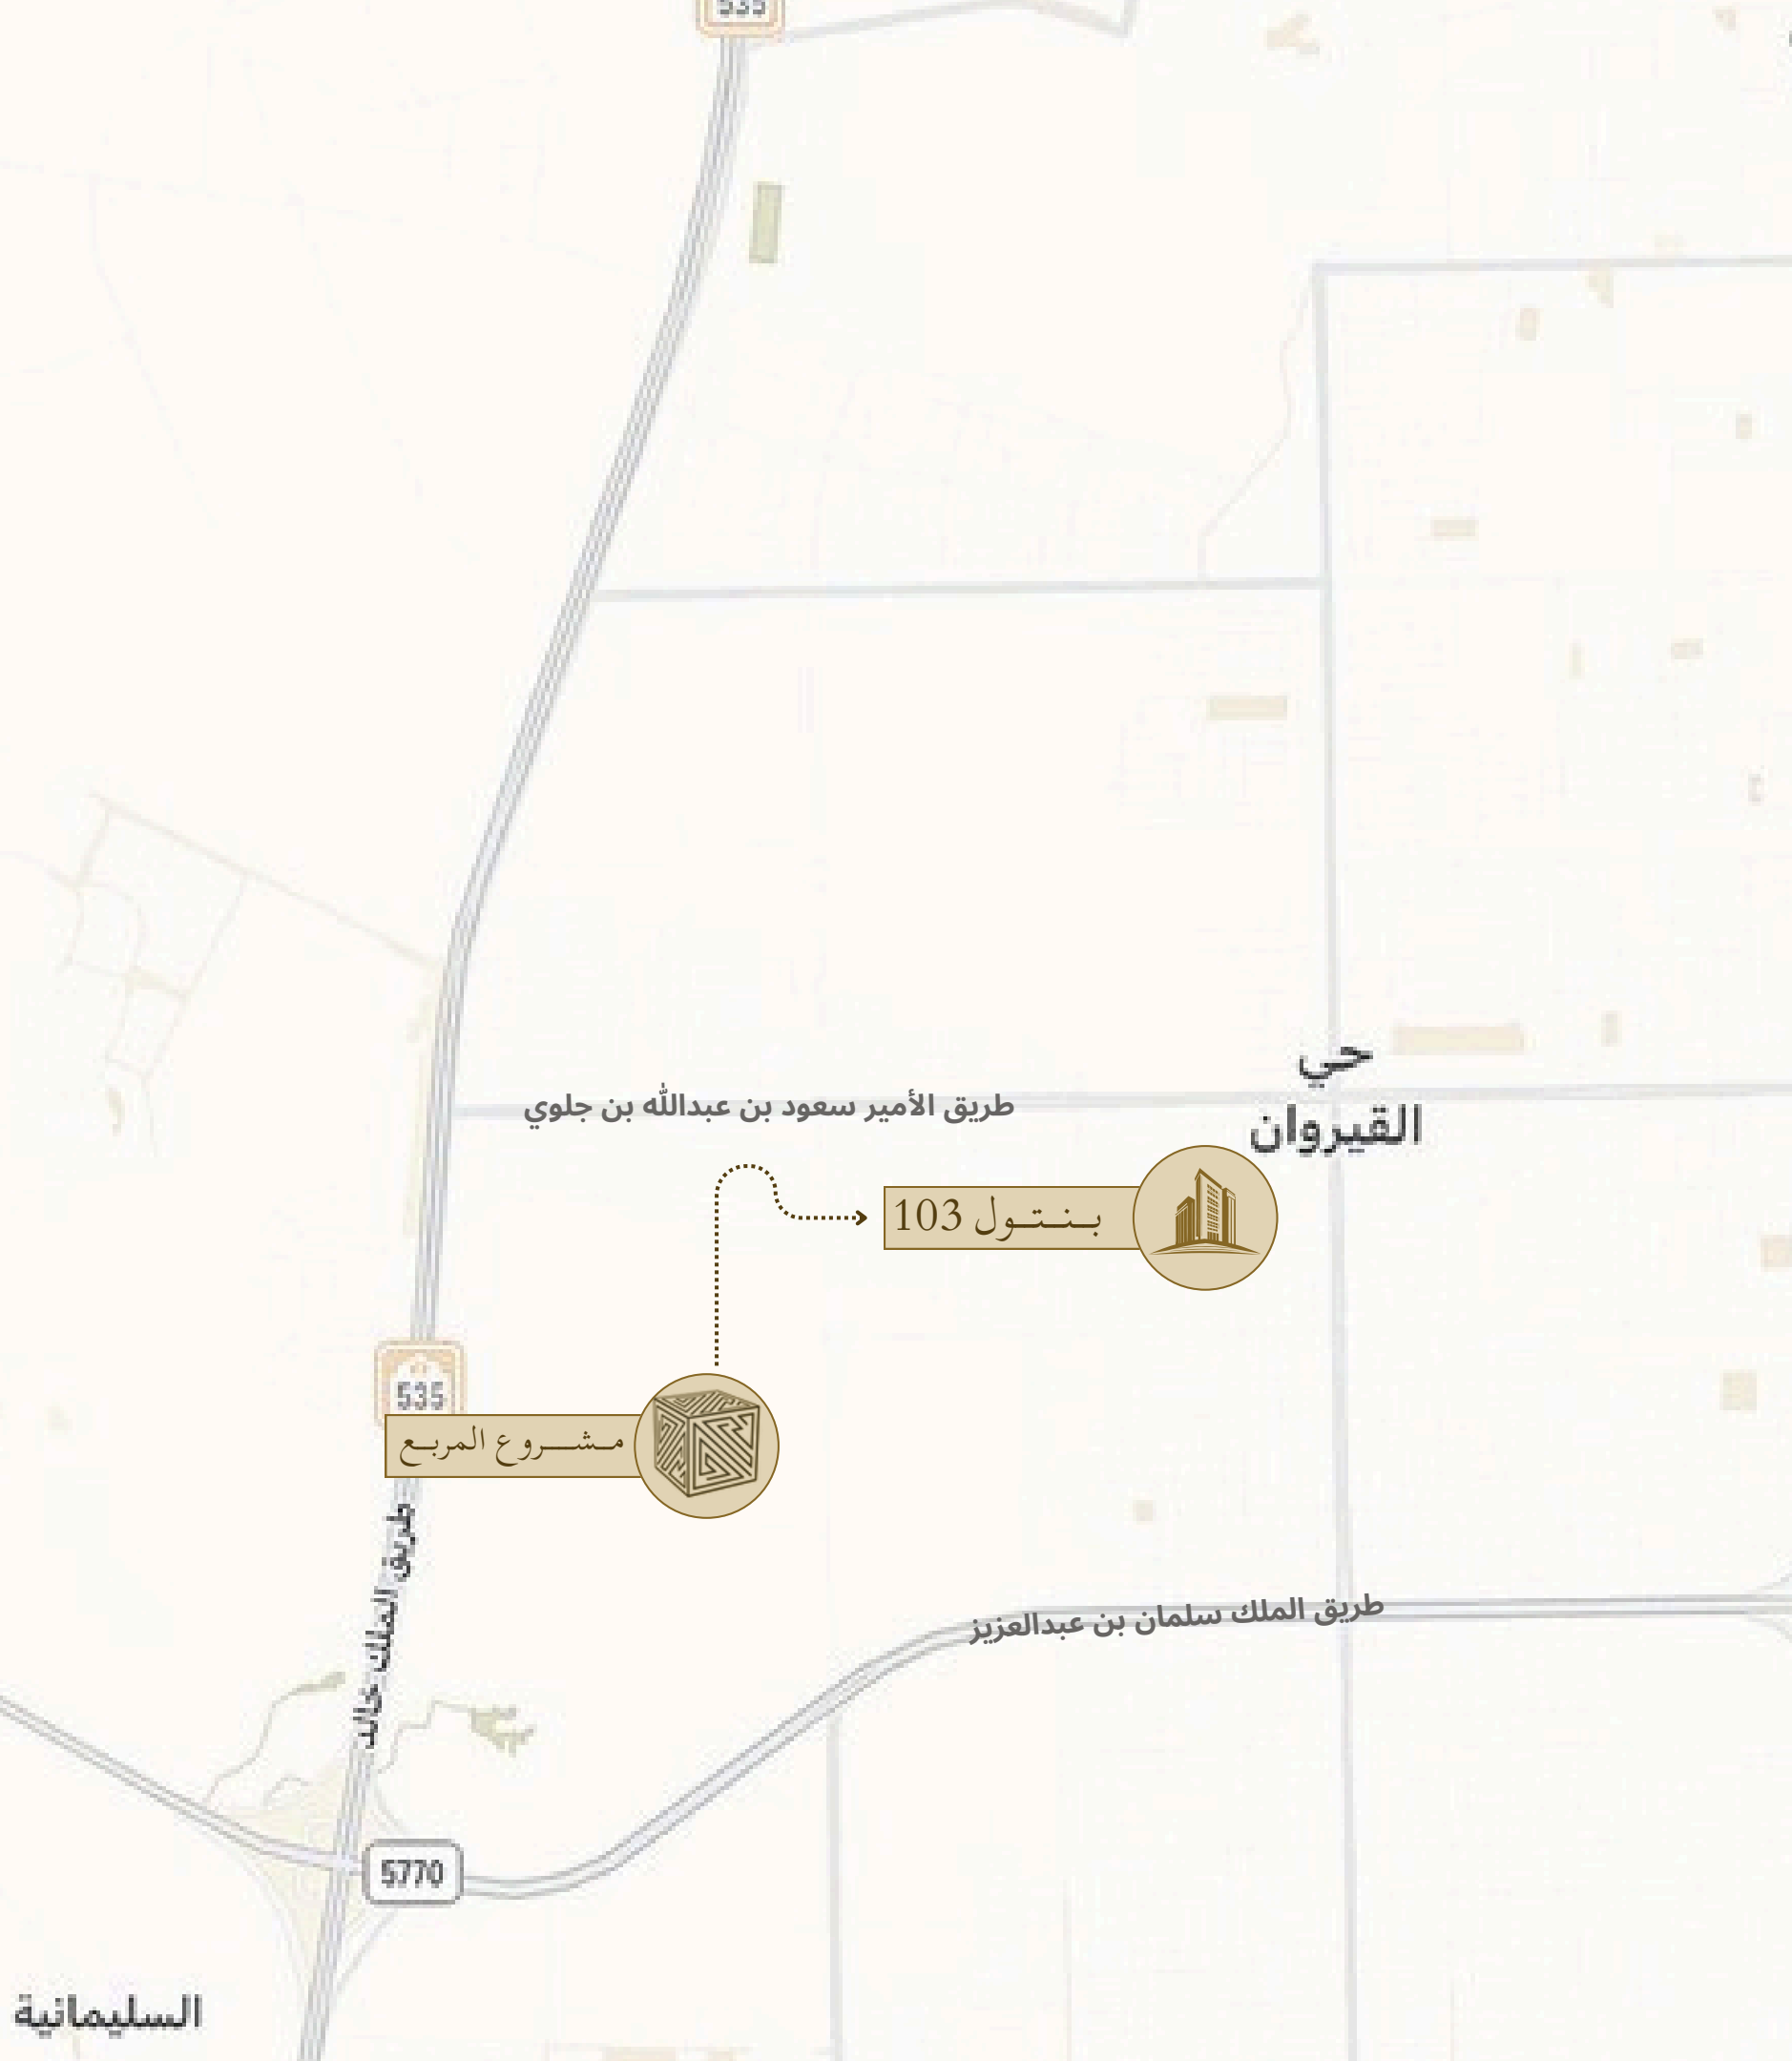 535
حي
القيروان
طريق الأمير سعود بن عبدالله بن جلوي
بنتول 103
535
مشروع المربع
طريق الملك خالد
طريق الملك سلمان بن عبدالعزيز
5770
السليمانية